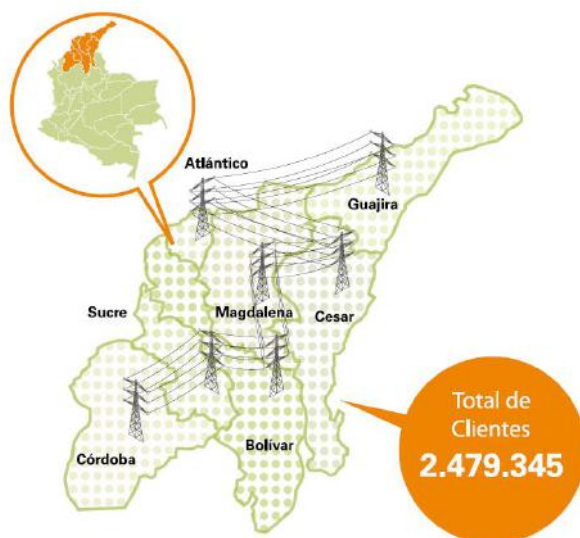 Atlántico
Guajira
Sucre
Magdalena
Cesar
Córdoba
Bolívar
Total de
Clientes
2.479.345